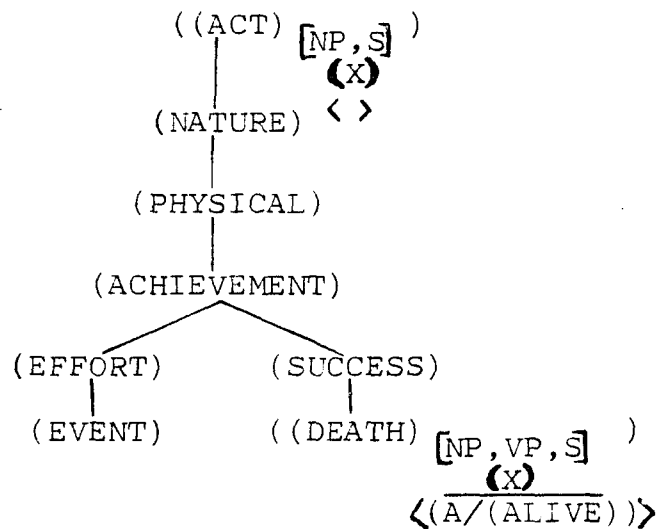 ((ACT) [NP,S] )
(X)
(NATURE) < >
(PHYSICAL)
(ACHIEVEMENT)
(EFFORT) (SUCCESS)
(EVENT) ((DEATH) [NP,VP,S] )
(X)
<(A/(ALIVE))>